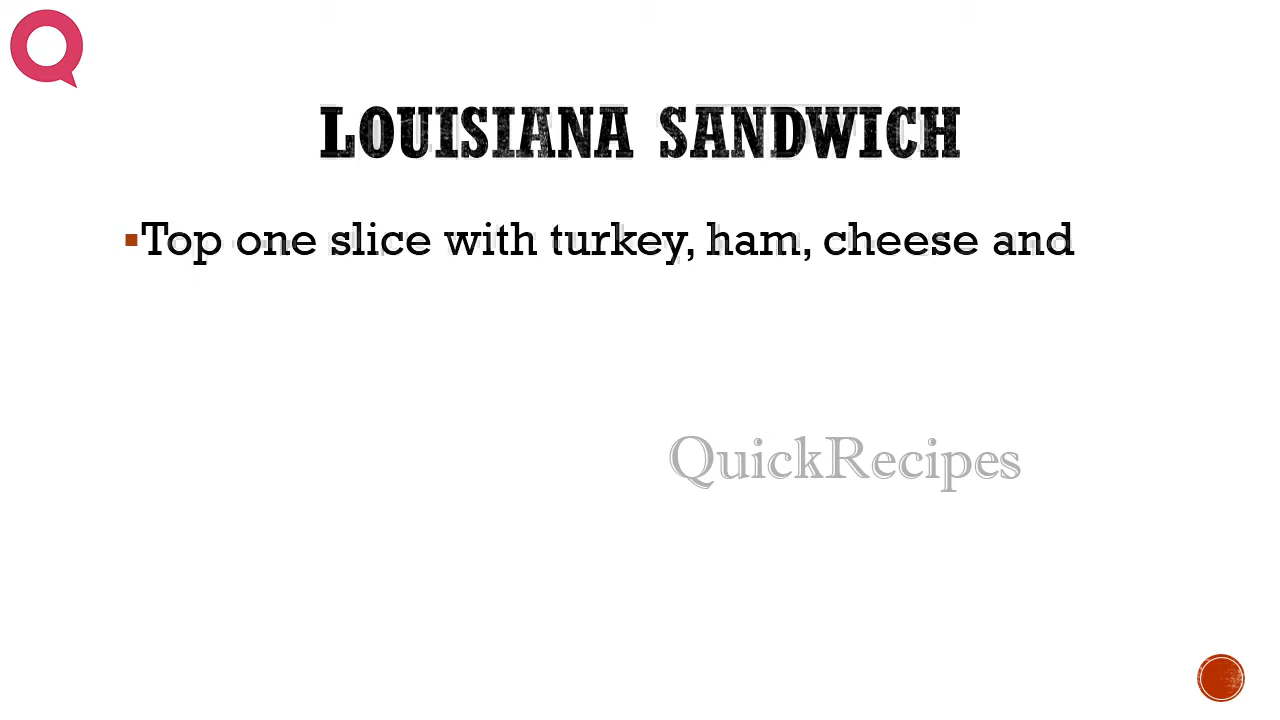 LOUISIANA SANDWICH
Top one slice with turkey, ham, cheese and
QuickRecipes